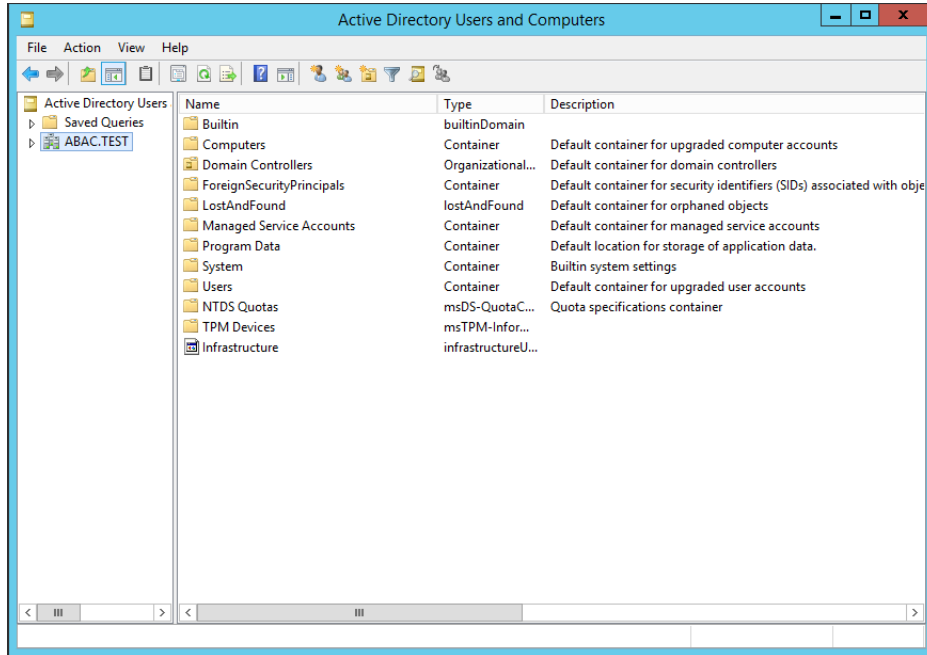 Active Directory Users and Computers
File Action View Help
Active Directory Users
Saved Queries
ABAC.TEST
Name Type Description
Builtin builtinDomain
Computers Container Default container for upgraded computer accounts
Domain Controllers Organizational... Default container for domain controllers
ForeignSecurityPrincipals Container Default container for security identifiers (SIDs) associated with obje
LostAndFound lostAndFound Default container for orphaned objects
Managed Service Accounts Container Default container for managed service accounts
Program Data Container Default location for storage of application data.
System Container Builtin system settings
Users Container Default container for upgraded user accounts
NTDS Quotas msDS-QuotaC... Quota specifications container
TPM Devices msTPM-Infor...
Infrastructure infrastructureU...